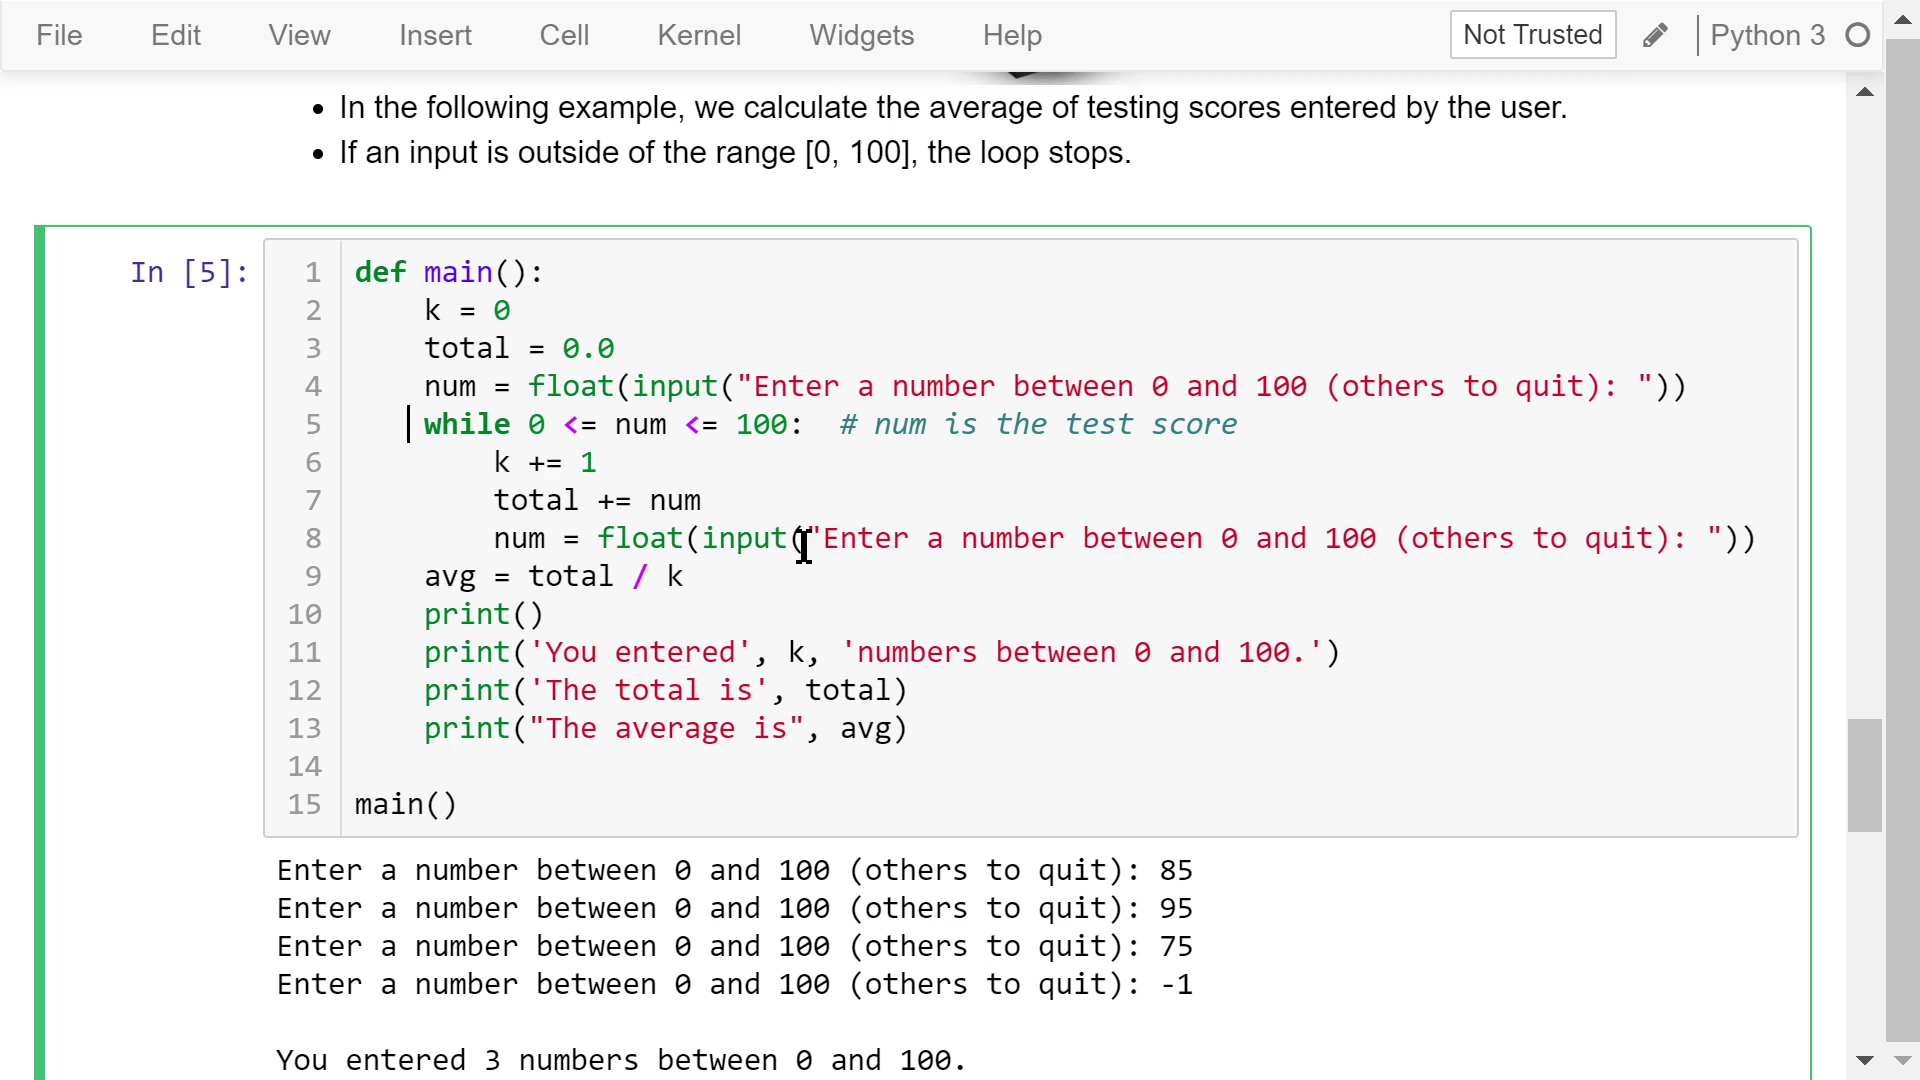 File Edit View Insert Cell Kernel Widgets Help Not Trusted Python 3
• In the following example, we calculate the average of testing scores entered by the user.
• If an input is outside of the range [0, 100], the loop stops.
In [5]:
1 def main():
2     k = 0
3     total = 0.0
4     num = float(input("Enter a number between 0 and 100 (others to quit): "))
5     while 0 <= num <= 100:  # num is the test score
6         k += 1
7         total += num
8         num = float(input("Enter a number between 0 and 100 (others to quit): "))
9     avg = total / k
10     print()
11     print('You entered', k, 'numbers between 0 and 100.')
12     print('The total is', total)
13     print("The average is", avg)
14
15 main()
Enter a number between 0 and 100 (others to quit): 85
Enter a number between 0 and 100 (others to quit): 95
Enter a number between 0 and 100 (others to quit): 75
Enter a number between 0 and 100 (others to quit): -1
You entered 3 numbers between 0 and 100.